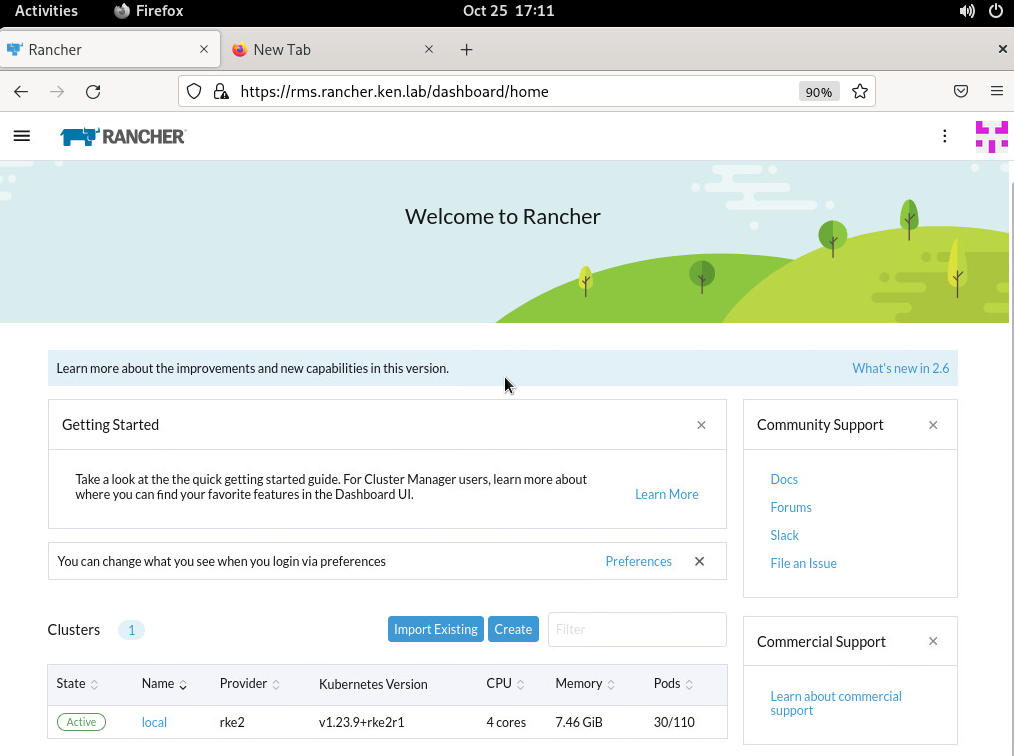 Activities Firefox Oct 25 17:11
Rancher New Tab
https://rms.rancher.ken.lab/dashboard/home 90%
RANCHER
Welcome to Rancher
Learn more about the improvements and new capabilities in this version. What's new in 2.6
Getting Started
Take a look at the the quick getting started guide. For Cluster Manager users, learn more about
where you can find your favorite features in the Dashboard UI.
Learn More
You can change what you see when you login via preferences Preferences
Community Support
Docs
Forums
Slack
File an Issue
Clusters 1 Import Existing Create Filter
State Name Provider Kubernetes Version CPU Memory Pods
Active local rke2 v1.23.9+rke2r1 4 cores 7.46 GiB 30/110
Commercial Support
Learn about commercial
support